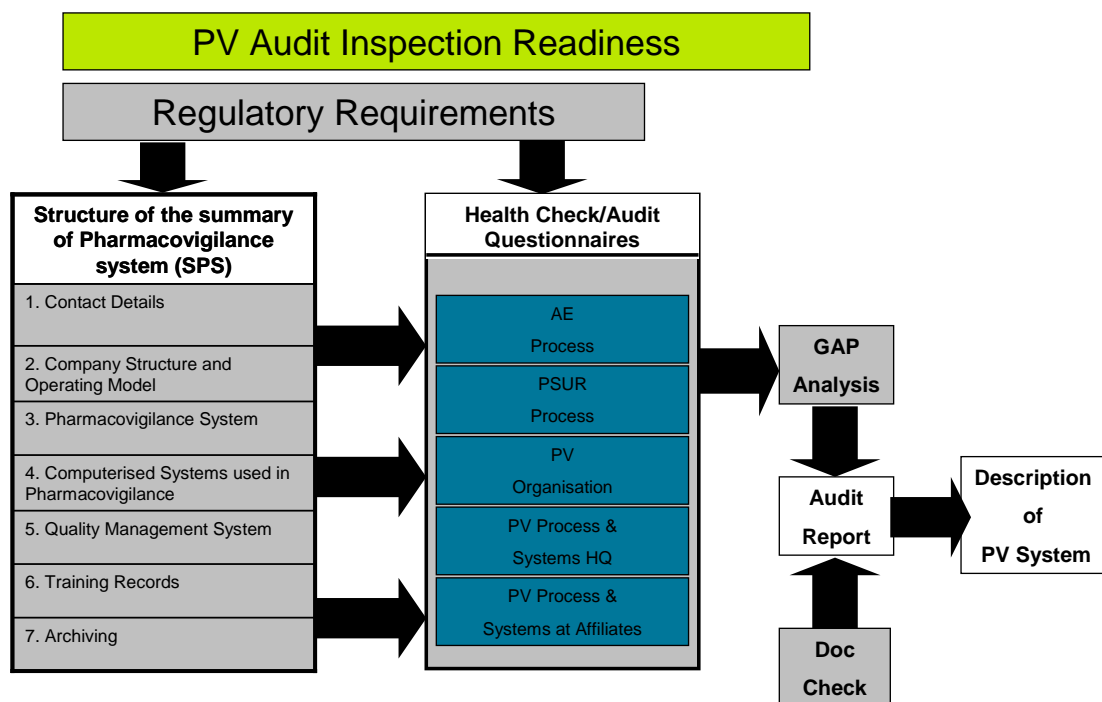 PV Audit Inspection Readiness
Regulatory Requirements
Structure of the summary
of Pharmacovigilance
system (SPS)
1. Contact Details
2. Company Structure and
Operating Model
3. Pharmacovigilance System
4. Computerised Systems used in
Pharmacovigilance
5. Quality Management System
6. Training Records
7. Archiving
Health Check/Audit
Questionnaires
AE
Process
PSUR
Process
PV
Organisation
PV Process &
Systems HQ
PV Process &
Systems at Affiliates
GAP
Analysis
Audit
Report
Doc
Check
Description
of
PV System